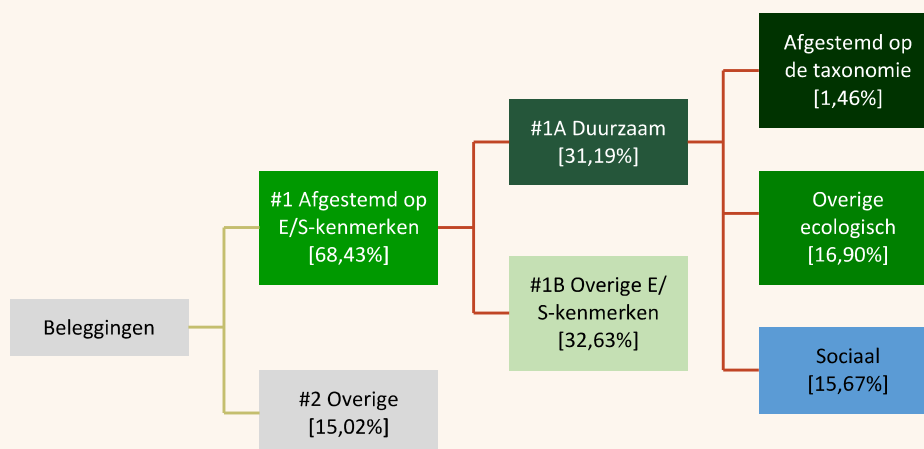 Beleggingen
#1 Afgestemd op
E/S-kenmerken
[68,43%]
#2 Overige
[15,02%]
#1A Duurzaam
[31,19%]
#1B Overige E/
S-kenmerken
[32,63%]
Afgestemd op
de taxonomie
[1,46%]
Overige
ecologisch
[16,90%]
Sociaal
[15,67%]